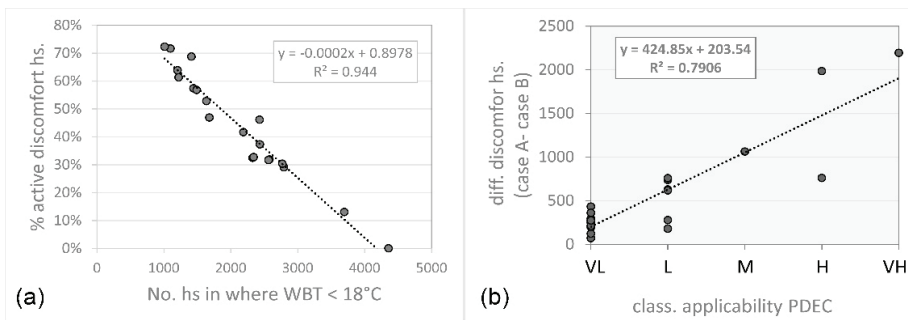 80%
70%
60%
50%
40%
30%
20%
10%
0%
% active discomfort hs.
y = -0.0002x + 0.8978
R² = 0.944
0 1000 2000 3000 4000 5000
No. hs in where WBT < 18°C
(a)
2500
2000
1500
1000
500
0
diff. discomfor hs.
(case A- case B)
y = 424.85x + 203.54
R² = 0.7906
VL L M H VH
class. applicability PDEC
(b)